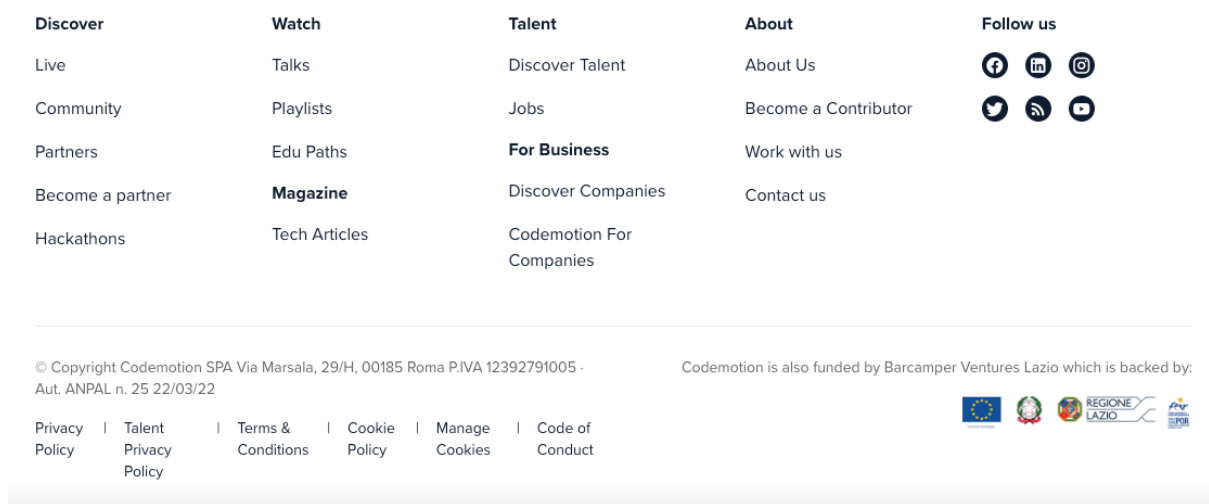 Discover
Live
Community
Partners
Become a partner
Hackathons
Watch
Talks
Playlists
Edu Paths
Magazine
Tech Articles
Talent
Discover Talent
Jobs
For Business
Discover Companies
Codemotion For
Companies
About
About Us
Become a Contributor
Work with us
Contact us
Follow us
© Copyright Codemotion SPA Via Marsala, 29/H, 00185 Roma P.IVA 12392791005 ·
Aut. ANPAL n. 25 22/03/22
Privacy
Policy
|
Talent
Privacy
Policy
|
Terms &
Conditions
|
Cookie
Policy
|
Manage
Cookies
|
Code of
Conduct
Codemotion is also funded by Barcamper Ventures Lazio which is backed by:
REGIONE
LAZIO